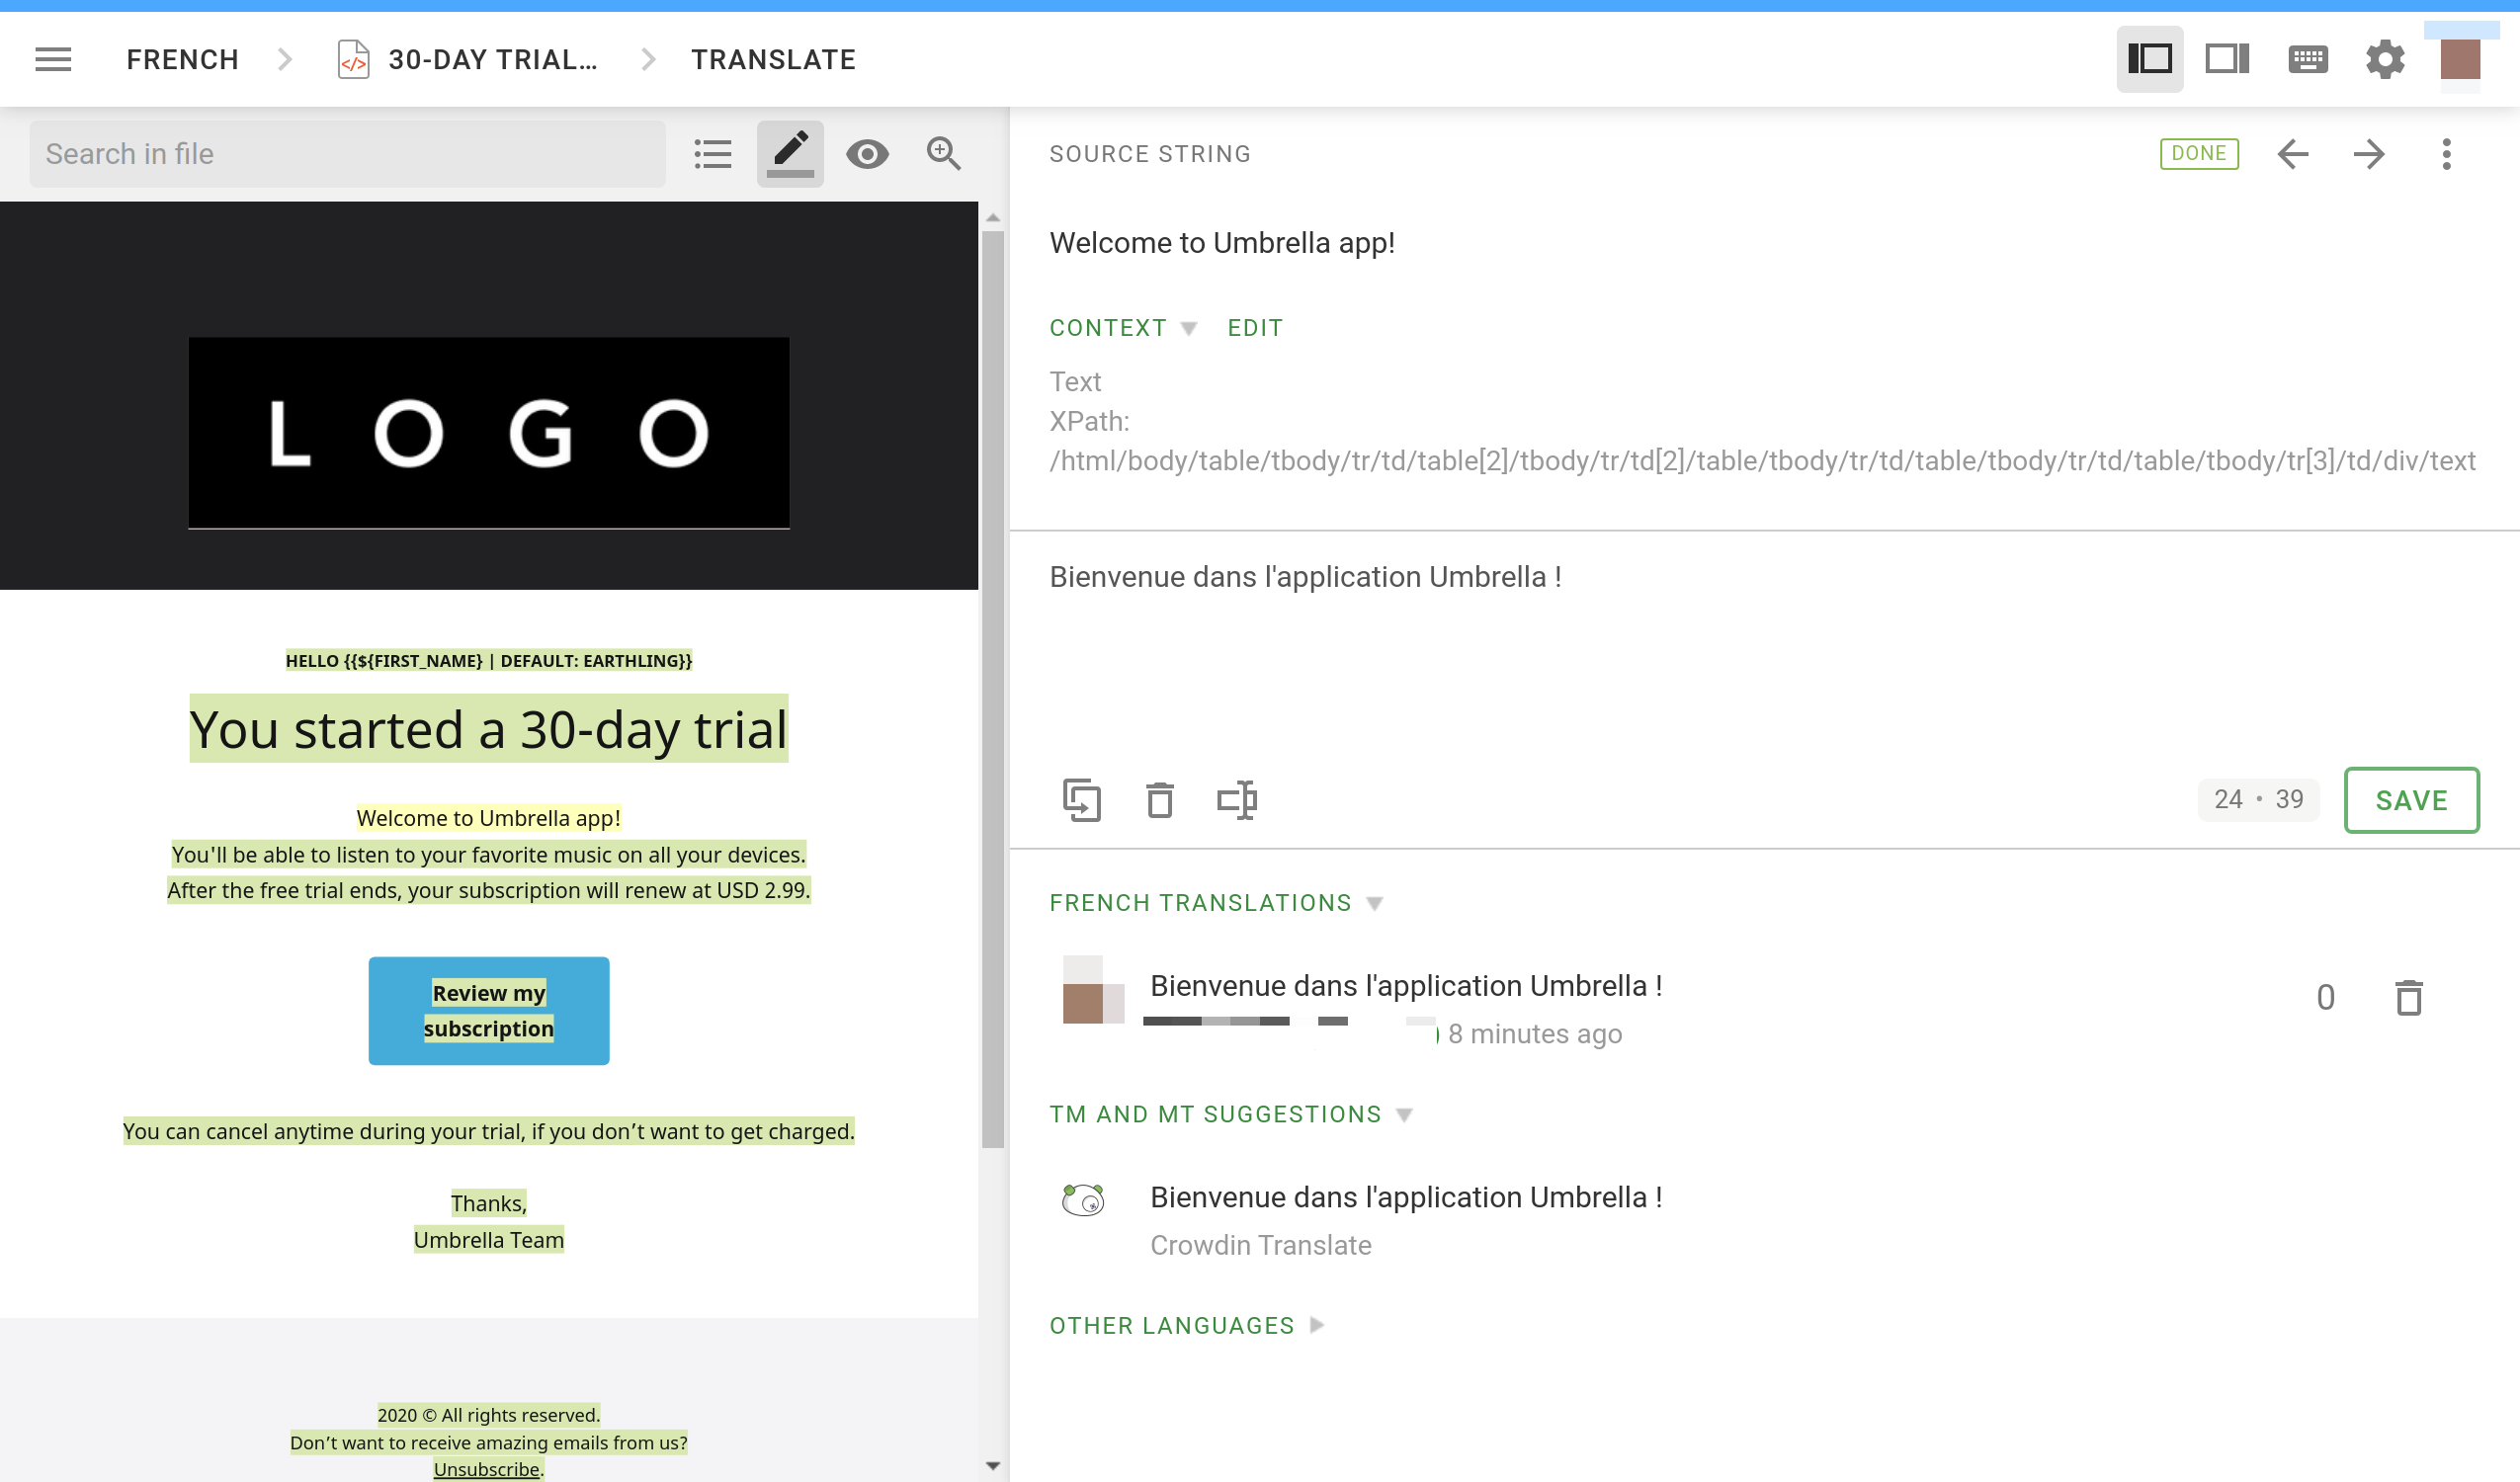 FRENCH
30-DAY TRIAL...
TRANSLATE
Search in file
LOGO
HELLO {{${FIRST_NAME} | DEFAULT: EARTHLING}}
You started a 30-day trial
Welcome to Umbrella app!
You'll be able to listen to your favorite music on all your devices.
After the free trial ends, your subscription will renew at USD 2.99.
Review my
subscription
You can cancel anytime during your trial, if you don’t want to get charged.
Thanks,
Umbrella Team
2020 © All rights reserved.
Don’t want to receive amazing emails from us?
Unsubscribe.
SOURCE STRING
DONE
Welcome to Umbrella app!
CONTEXT EDIT
Text
XPath:
/html/body/table/tbody/tr/td/table[2]/tbody/tr/td[2]/table/tbody/tr/td/table/tbody/tr/td/table/tbody/tr[3]/td/div/text
Bienvenue dans l'application Umbrella !
24 • 39
SAVE
FRENCH TRANSLATIONS
Bienvenue dans l'application Umbrella !
0
8 minutes ago
TM AND MT SUGGESTIONS
Bienvenue dans l'application Umbrella !
Crowdin Translate
OTHER LANGUAGES